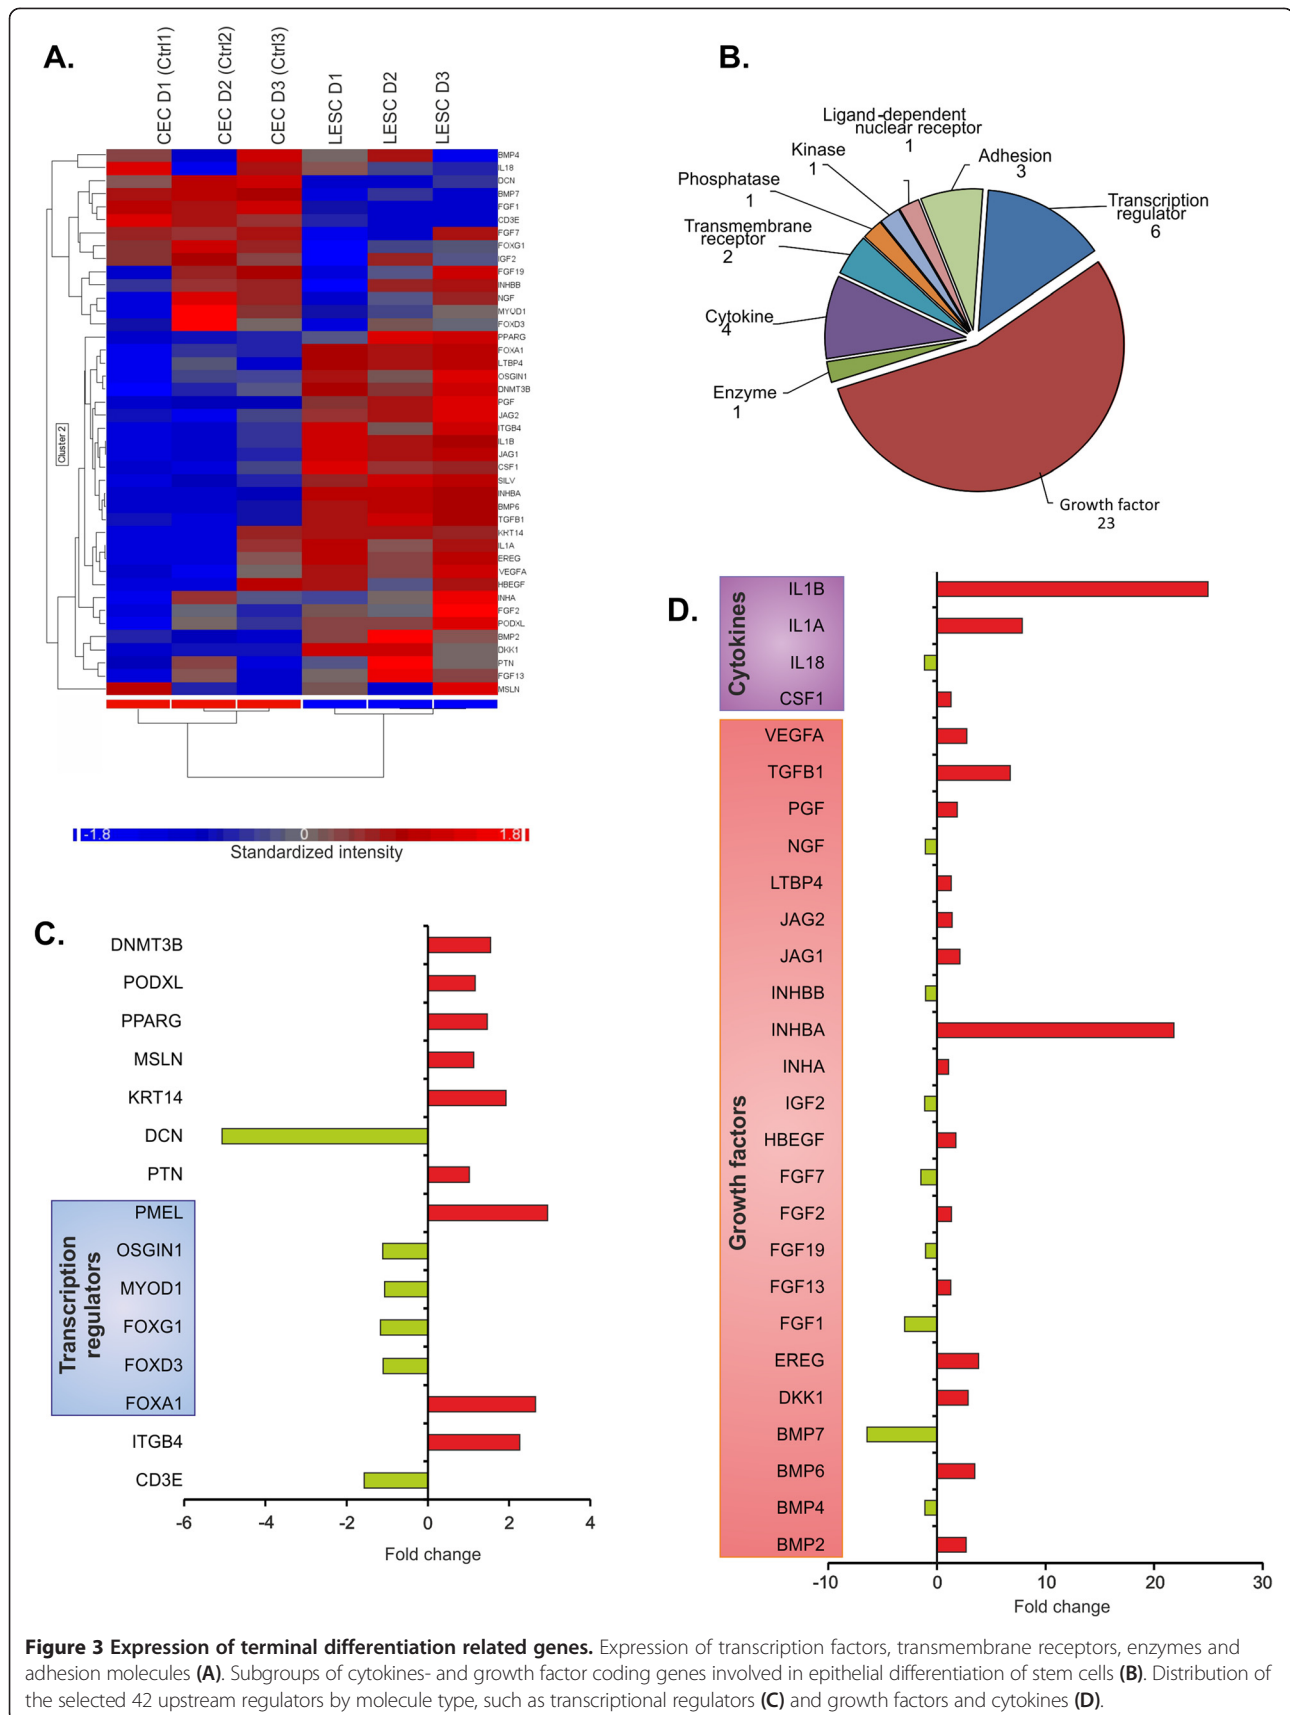 A.
CEC D1 (Ctrl1)
CEC D2 (Ctrl2)
CEC D3 (Ctrl3)
LESC D1
LESC D2
LESC D3
BMP4
IL18
DCN
BMP7
FGF1
CD3E
FGF7
FOXG1
IGF2
FGF19
INHBB
NGF
MYOD1
FOXD3
PPARG
FOXA1
LTBP4
OSGIN1
DNMT3B
PGF
JAG2
ITGB4
IL1B
JAG1
CSF1
SILV
INHBA
BMP6
TGFB1
KRT14
IL1A
EREG
VEGFA
HBEGF
INHA
FGF2
PODXL
BMP2
DKK1
PTN
FGF13
MSLN
Cluster 2
-1.8 0 1.8
Standardized intensity
B.
Ligand-dependent
nuclear receptor
1
Kinase
1
Phosphatase
1
Transmembrane
receptor
2
Cytokine
4
Enzyme
1
Adhesion
3
Transcription
regulator
6
Growth factor
23
C.
DNMT3B
PODXL
PPARG
MSLN
KRT14
DCN
PTN
PMEL
OSGIN1
MYOD1
FOXG1
FOXD3
FOXA1
ITGB4
CD3E
Transcription
regulators
-6 -4 -2 0 2 4
Fold change
D.
Cytokines
IL1B
IL1A
IL18
CSF1
Growth factors
VEGFA
TGFB1
PGF
NGF
LTBP4
JAG2
JAG1
INHBB
INHBA
INHA
IGF2
HBEGF
FGF7
FGF2
FGF19
FGF13
FGF1
EREG
DKK1
BMP7
BMP6
BMP4
BMP2
-10 0 10 20 30
Fold change
Figure 3 Expression of terminal differentiation related genes. Expression of transcription factors, transmembrane receptors, enzymes and
adhesion molecules (A). Subgroups of cytokines- and growth factor coding genes involved in epithelial differentiation of stem cells (B). Distribution of
the selected 42 upstream regulators by molecule type, such as transcriptional regulators (C) and growth factors and cytokines (D).